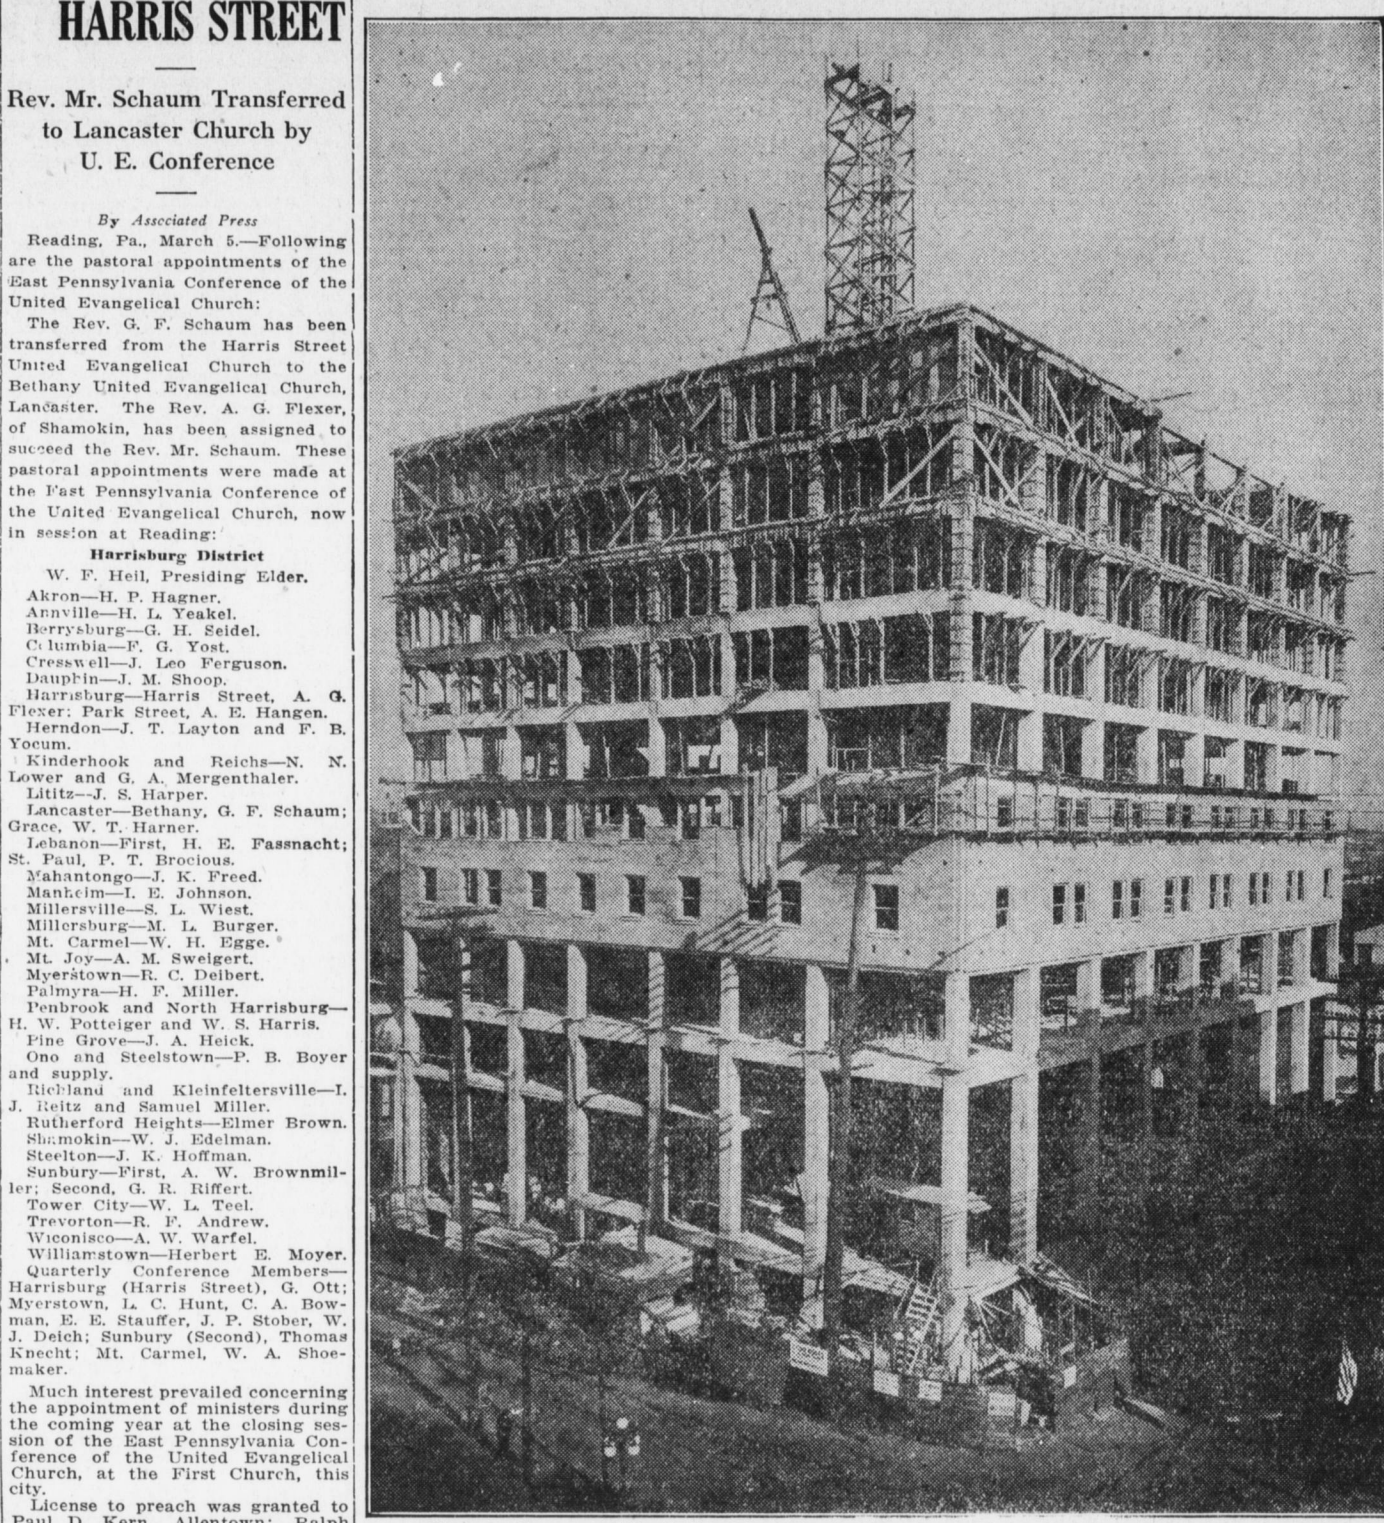 HARRIS STREET
Rev. Mr. Schaum Transferred
to Lancaster Church by
U. E. Conference
By Associated Press
Reading, Pa., March 5.—Following
are the pastoral appointments of the
East Pennsylvania Conference of the
United Evangelical Church:
The Rev. G. F. Schaum has been
transferred from the Harris Street
United Evangelical Church to the
Bethany United Evangelical Church,
Lancaster. The Rev. A. G. Flexer,
of Shamokin, has been assigned to
succeed the Rev. Mr. Schaum. These
pastoral appointments were made at
the East Pennsylvania Conference of
the United Evangelical Church, now
in session at Reading:
Harrisburg District
W. F. Heil, Presiding Elder.
Akron—H. P. Hagner.
Annville—H. L. Yeakel.
Berrysburg—G. H. Seidel.
Columbia—F. G. Yost.
Cresswell—J. Leo Ferguson.
Dauphin—J. M. Shoop.
Harrisburg—Harris Street, A. G.
Flexer; Park Street, A. E. Hangen.
Herndon—J. T. Layton and F. B.
Yocum.
Kinderhook and Reichs—N. N.
Lower and G. A. Mergenthaler.
Lititz—J. S. Harper.
Lancaster—Bethany, G. F. Schaum;
Grace, W. T. Harner.
Lebanon—First, H. E. Fassnacht;
St. Paul, P. T. Brocious.
Mahantongo—J. K. Freed.
Manheim—I. E. Johnson.
Millersville—S. L. Wiest.
Millersburg—M. L. Burger.
Mt. Carmel—W. H. Egge.
Mt. Joy—A. M. Sweigert.
Myerstown—R. C. Deibert.
Palmyra—H. F. Miller.
Penbrook and North Harrisburg—
H. W. Potteiger and W. S. Harris.
Pine Grove—J. A. Heick.
Ono and Steelstown—P. B. Boyer
and supply.
Richland and Kleinfeltersville—I.
J. Reitz and Samuel Miller.
Rutherford Heights—Elmer Brown.
Shamokin—W. J. Edelman.
Steelton—J. K. Hoffman.
Sunbury—First, A. W. Brownmil-
ler; Second, G. R. Riffert.
Tower City—W. L. Teel.
Trevorton—R. F. Andrew.
Wiconisco—A. W. Warfel.
Williamstown—Herbert E. Moyer.
Quarterly Conference Members—
Harrisburg (Harris Street), G. Ott;
Myerstown, L. C. Hunt, C. A. Bow-
man, E. E. Stauffer, J. P. Stober, W.
J. Deich; Sunbury (Second), Thomas
Knecht; Mt. Carmel, W. A. Shoe-
maker.
Much interest prevailed concerning
the appointment of ministers during
the coming year at the closing ses-
sion of the East Pennsylvania Con-
ference of the United Evangelical
Church, at the First Church, this
city.
License to preach was granted to
Paul D. Kern, Allentown; Ralph